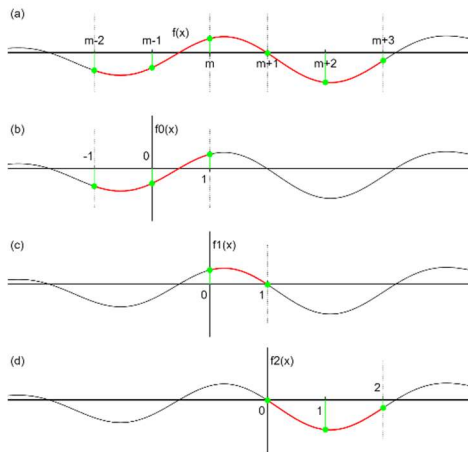 (a)
f(x)
m-2 m-1 m m+1 m+2 m+3
(b)
f0(x)
-1 0 1
(c)
f1(x)
0 1
(d)
f2(x)
0 1 2